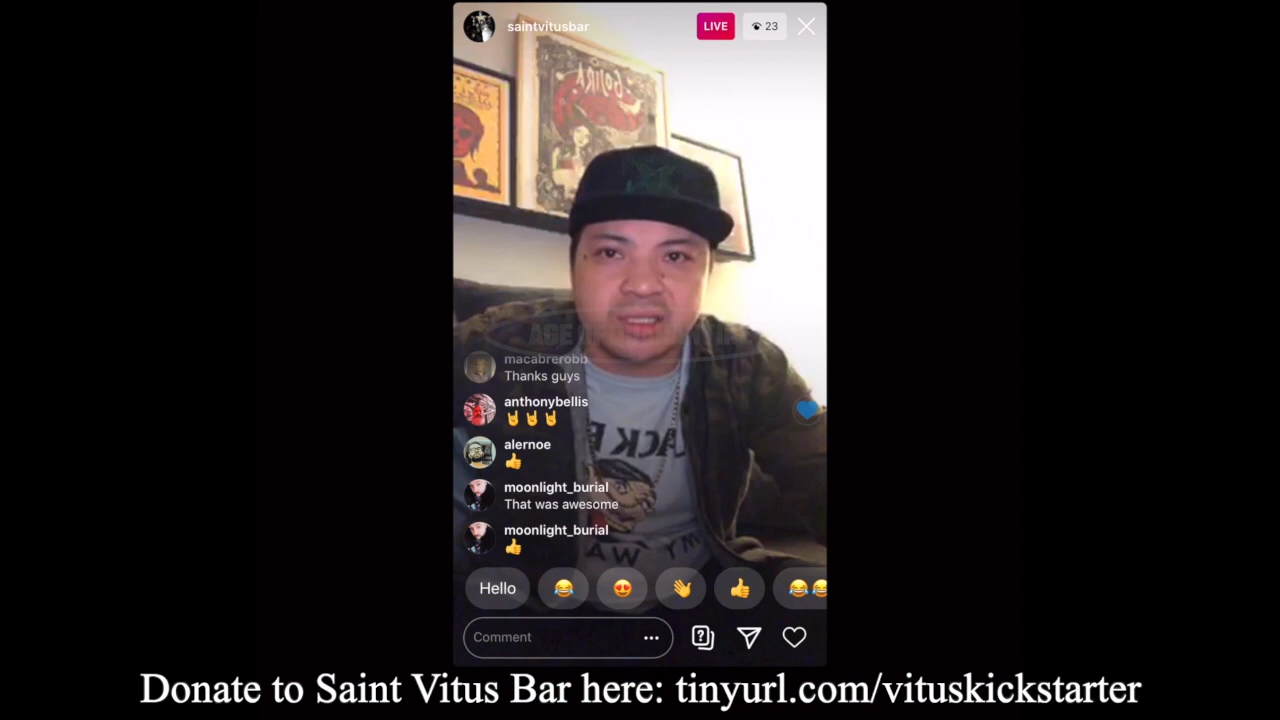 saintvitusbar
LIVE
23
GOJIRA
macabrerobb
Thanks guys
anthonybellis
alernoe
moonlight_burial
That was awesome
moonlight_burial
Hello
Comment
Donate to Saint Vitus Bar here: tinyurl.com/vituskickstarter